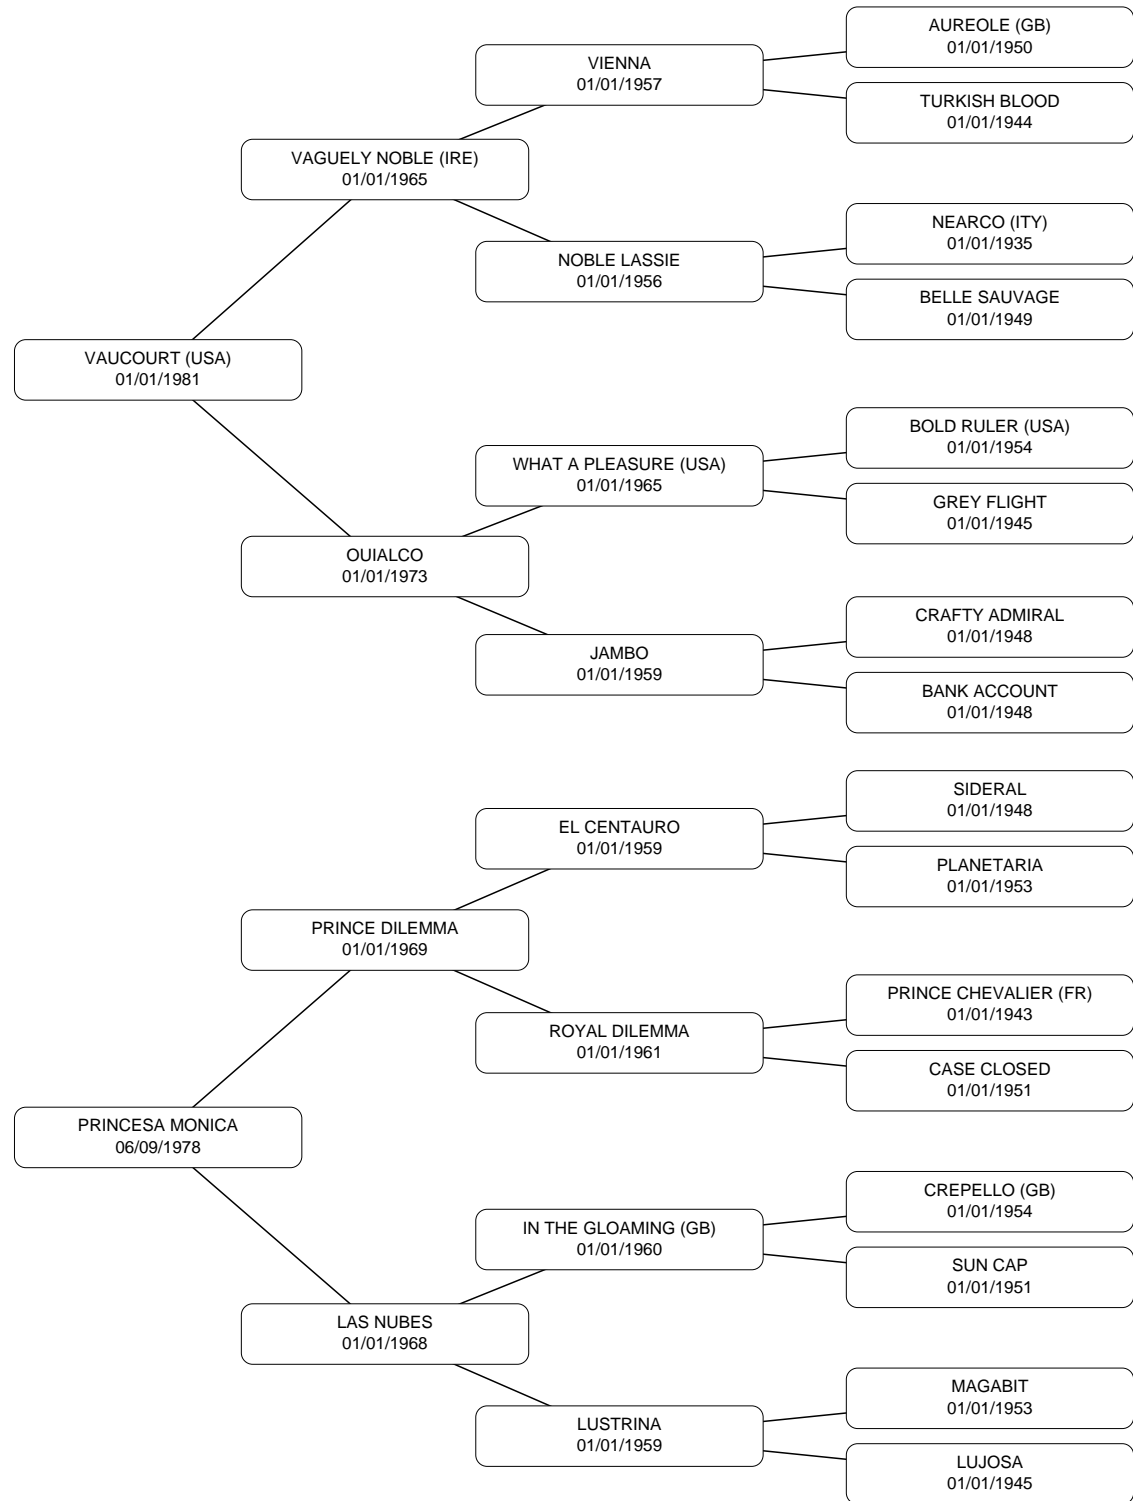 AUREOLE (GB)
01/01/1950
VIENNA
01/01/1957
TURKISH BLOOD
01/01/1944
VAGUELY NOBLE (IRE)
01/01/1965
NEARCO (ITY)
01/01/1935
NOBLE LASSIE
01/01/1956
BELLE SAUVAGE
01/01/1949
VAUCOURT (USA)
01/01/1981
BOLD RULER (USA)
01/01/1954
WHAT A PLEASURE (USA)
01/01/1965
GREY FLIGHT
01/01/1945
OUIALCO
01/01/1973
CRAFTY ADMIRAL
01/01/1948
JAMBO
01/01/1959
BANK ACCOUNT
01/01/1948
SIDERAL
01/01/1948
EL CENTAURO
01/01/1959
PLANETARIA
01/01/1953
PRINCE DILEMMA
01/01/1969
PRINCE CHEVALIER (FR)
01/01/1943
ROYAL DILEMMA
01/01/1961
CASE CLOSED
01/01/1951
PRINCESA MONICA
06/09/1978
CREPELLO (GB)
01/01/1954
IN THE GLOAMING (GB)
01/01/1960
SUN CAP
01/01/1951
LAS NUBES
01/01/1968
MAGABIT
01/01/1953
LUSTRINA
01/01/1959
LUJOSA
01/01/1945